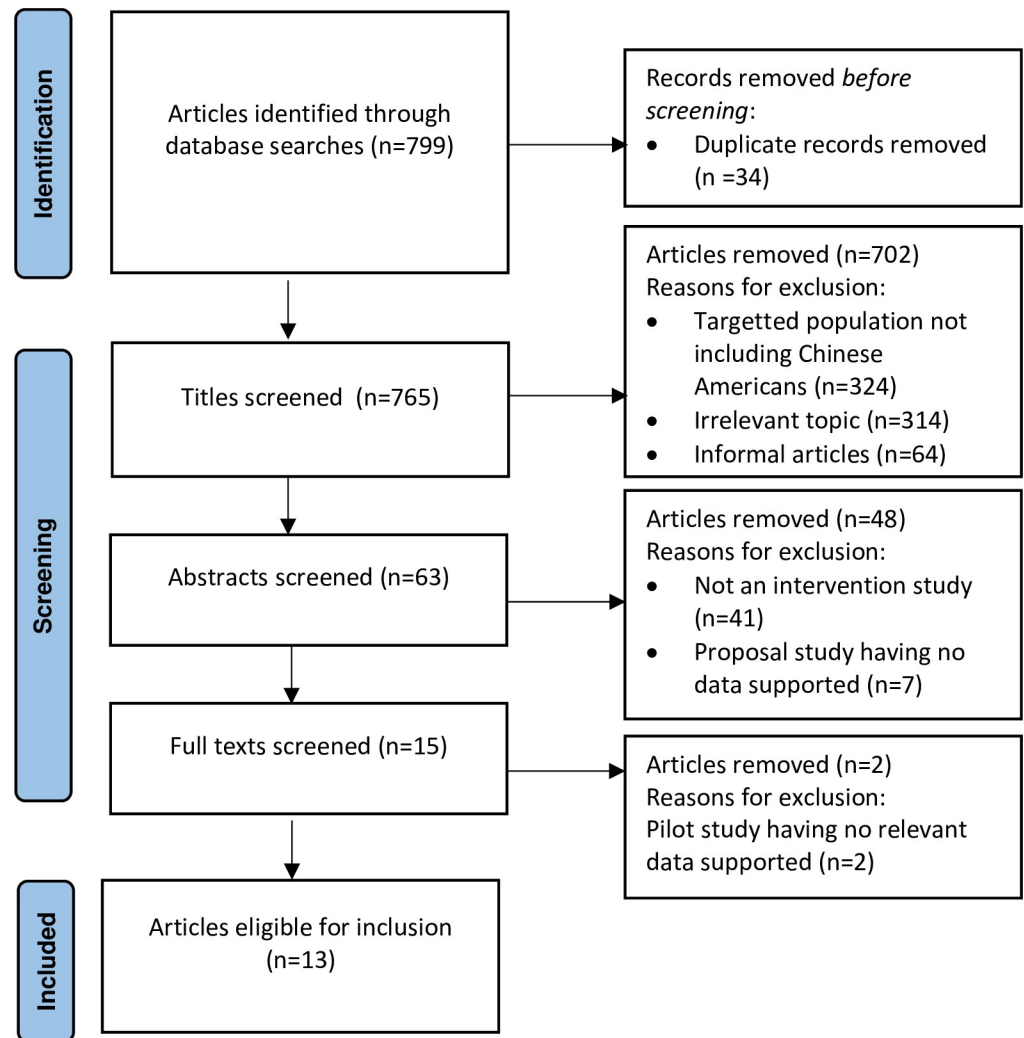 Identification
Articles identified through
database searches (n=799)
Records removed before
screening:
• Duplicate records removed
(n =34)
Screening
Titles screened (n=765)
Articles removed (n=702)
Reasons for exclusion:
• Targetted population not
including Chinese
Americans (n=324)
• Irrelevant topic (n=314)
• Informal articles (n=64)
Abstracts screened (n=63)
Articles removed (n=48)
Reasons for exclusion:
• Not an intervention study
(n=41)
• Proposal study having no
data supported (n=7)
Full texts screened (n=15)
Articles removed (n=2)
Reasons for exclusion:
Pilot study having no relevant
data supported (n=2)
Included
Articles eligible for inclusion
(n=13)